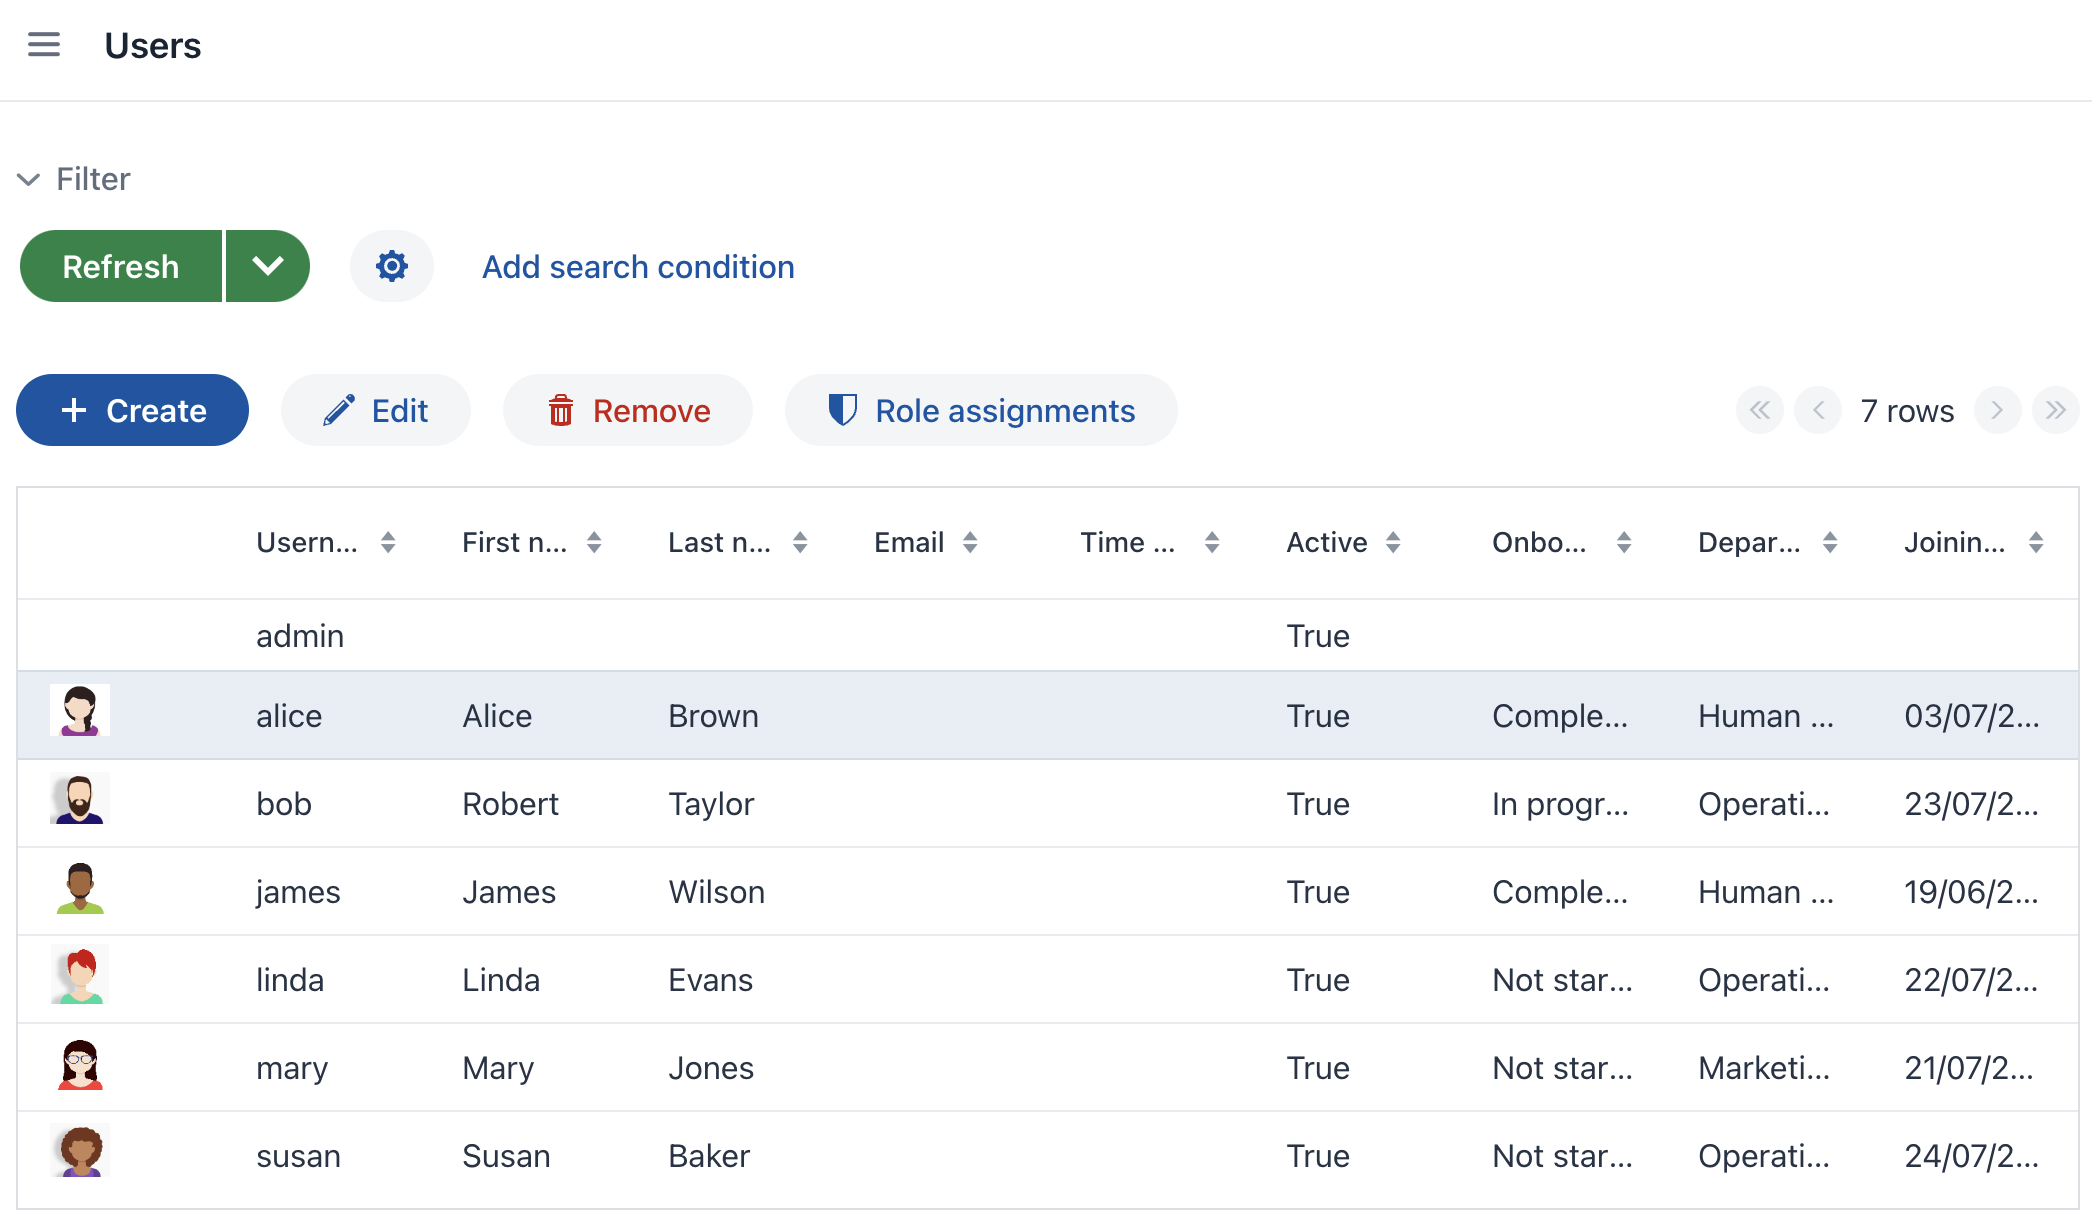 Users
Filter
Refresh Add search condition
Create Edit Remove Role assignments 7 rows
Usern... First n... Last n... Email Time ... Active Onbo... Depar... Joinin...
admin True
alice Alice Brown True Comple... Human ... 03/07/2...
bob Robert Taylor True In progr... Operati... 23/07/2...
james James Wilson True Comple... Human ... 19/06/2...
linda Linda Evans True Not star... Operati... 22/07/2...
mary Mary Jones True Not star... Marketi... 21/07/2...
susan Susan Baker True Not star... Operati... 24/07/2...